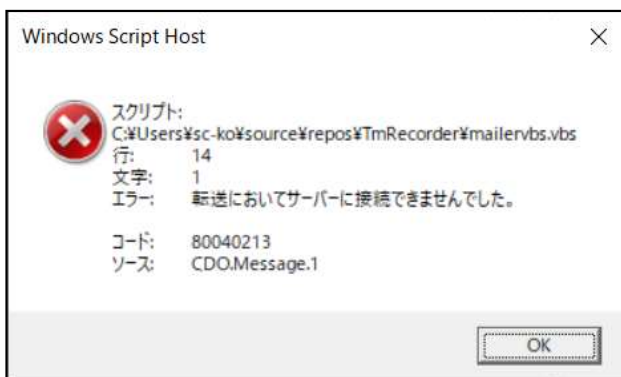 Windows Script Host
スクリプト:
C:¥Users¥sc-ko¥source¥repos¥TmRecorder¥mailervbs.vbs
行: 14
文字: 1
エラー: 転送においてサーバーに接続できませんでした。
コード: 80040213
ソース: CDO.Message.1
OK